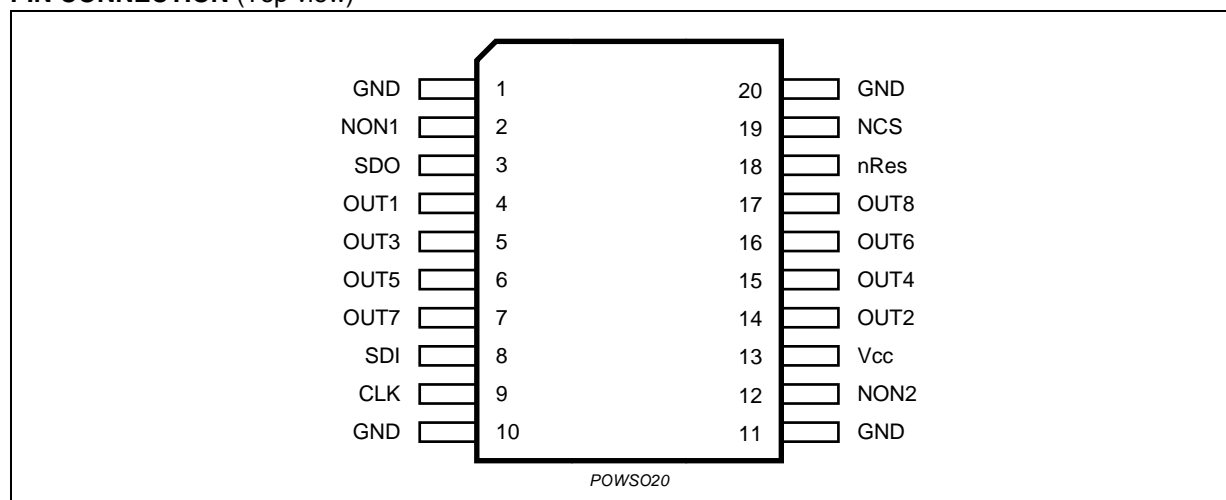 GND 1 20 GND
NON1 2 19 NCS
SDO 3 18 nRes
OUT1 4 17 OUT8
OUT3 5 16 OUT6
OUT5 6 15 OUT4
OUT7 7 14 OUT2
SDI 8 13 Vcc
CLK 9 12 NON2
GND 10 11 GND
POWSO20